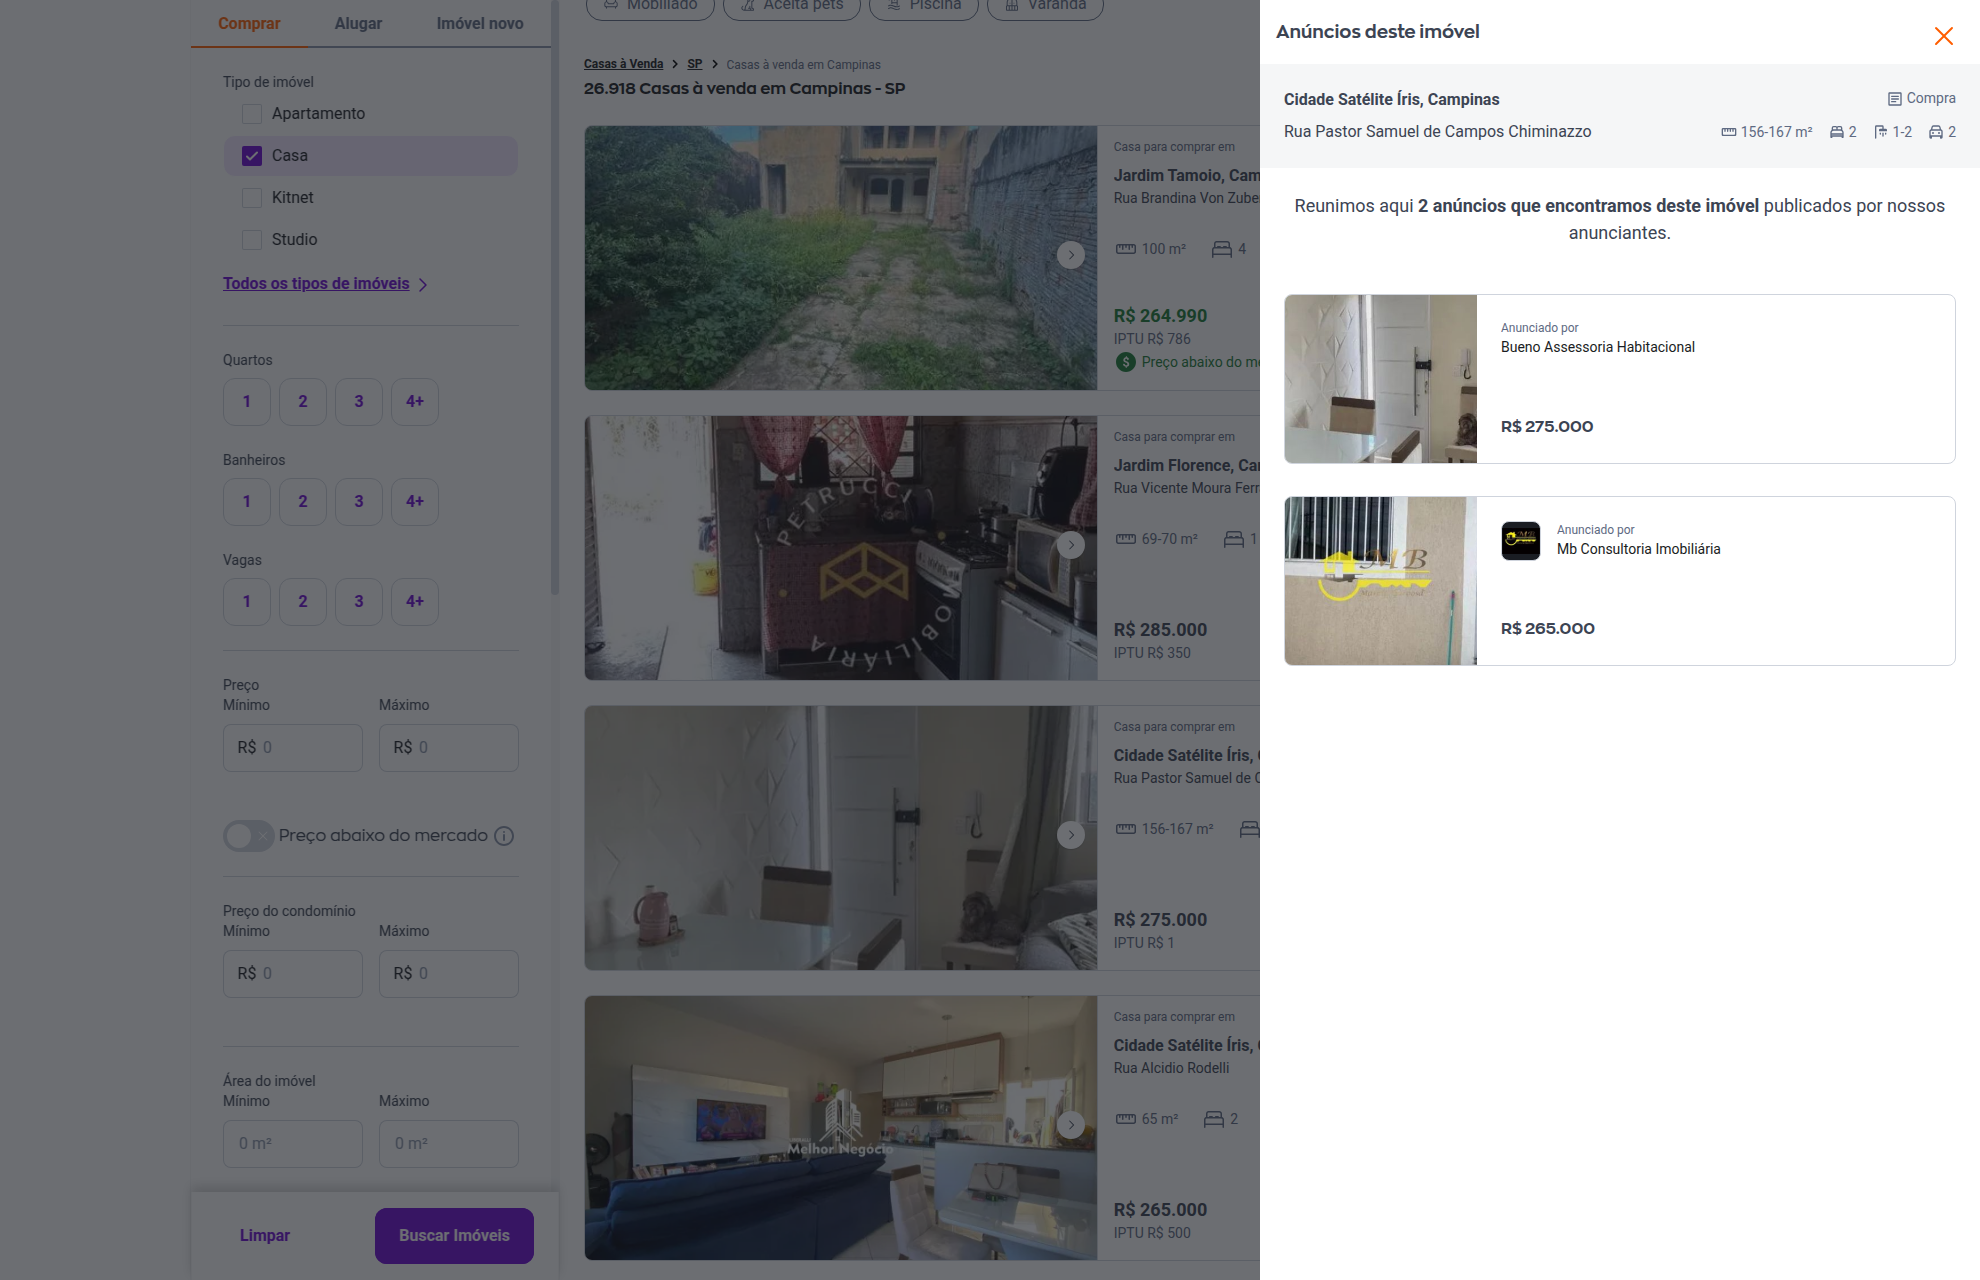 Comprar
Alugar
Imóvel novo
Tipo de imóvel
Apartamento
Casa
Kitnet
Studio
Todos os tipos de imóveis
Quartos
1 2 3 4+
Banheiros
1 2 3 4+
Vagas
1 2 3 4+
Preço
Mínimo Máximo
R$ 0 R$ 0
Preço abaixo do mercado
Preço do condomínio
Mínimo Máximo
R$ 0 R$ 0
Área do imóvel
Mínimo Máximo
0 m² 0 m²
Limpar
Buscar Imóveis
Mobiliado
Aceita pets
Piscina
Varanda
Casas à Venda > SP > Casas à venda em Campinas
26.918 Casas à venda em Campinas - SP
Casa para comprar em
Jardim Tamoio, Cam
Rua Brandina Von Zube
100 m² 4
R$ 264.990
IPTU R$ 786
Preço abaixo do me
PETRUCCI
IMOBILIÁRIA
Casa para comprar em
Jardim Florence, Ca
Rua Vicente Moura Ferr
69-70 m² 1
R$ 285.000
IPTU R$ 350
Casa para comprar em
Cidade Satélite Íris,
Rua Pastor Samuel de C
156-167 m²
R$ 275.000
IPTU R$ 1
Melhor Negócio
Casa para comprar em
Cidade Satélite Íris,
Rua Alcidio Rodelli
65 m² 2
R$ 265.000
IPTU R$ 500
Anúncios deste imóvel
Cidade Satélite Íris, Campinas
Compra
Rua Pastor Samuel de Campos Chiminazzo
156-167 m² 2 1-2 2
Reunimos aqui 2 anúncios que encontramos deste imóvel publicados por nossos
anunciantes.
Anunciado por
Bueno Assessoria Habitacional
R$ 275.000
MB
Anunciado por
Mb Consultoria Imobiliária
R$ 265.000